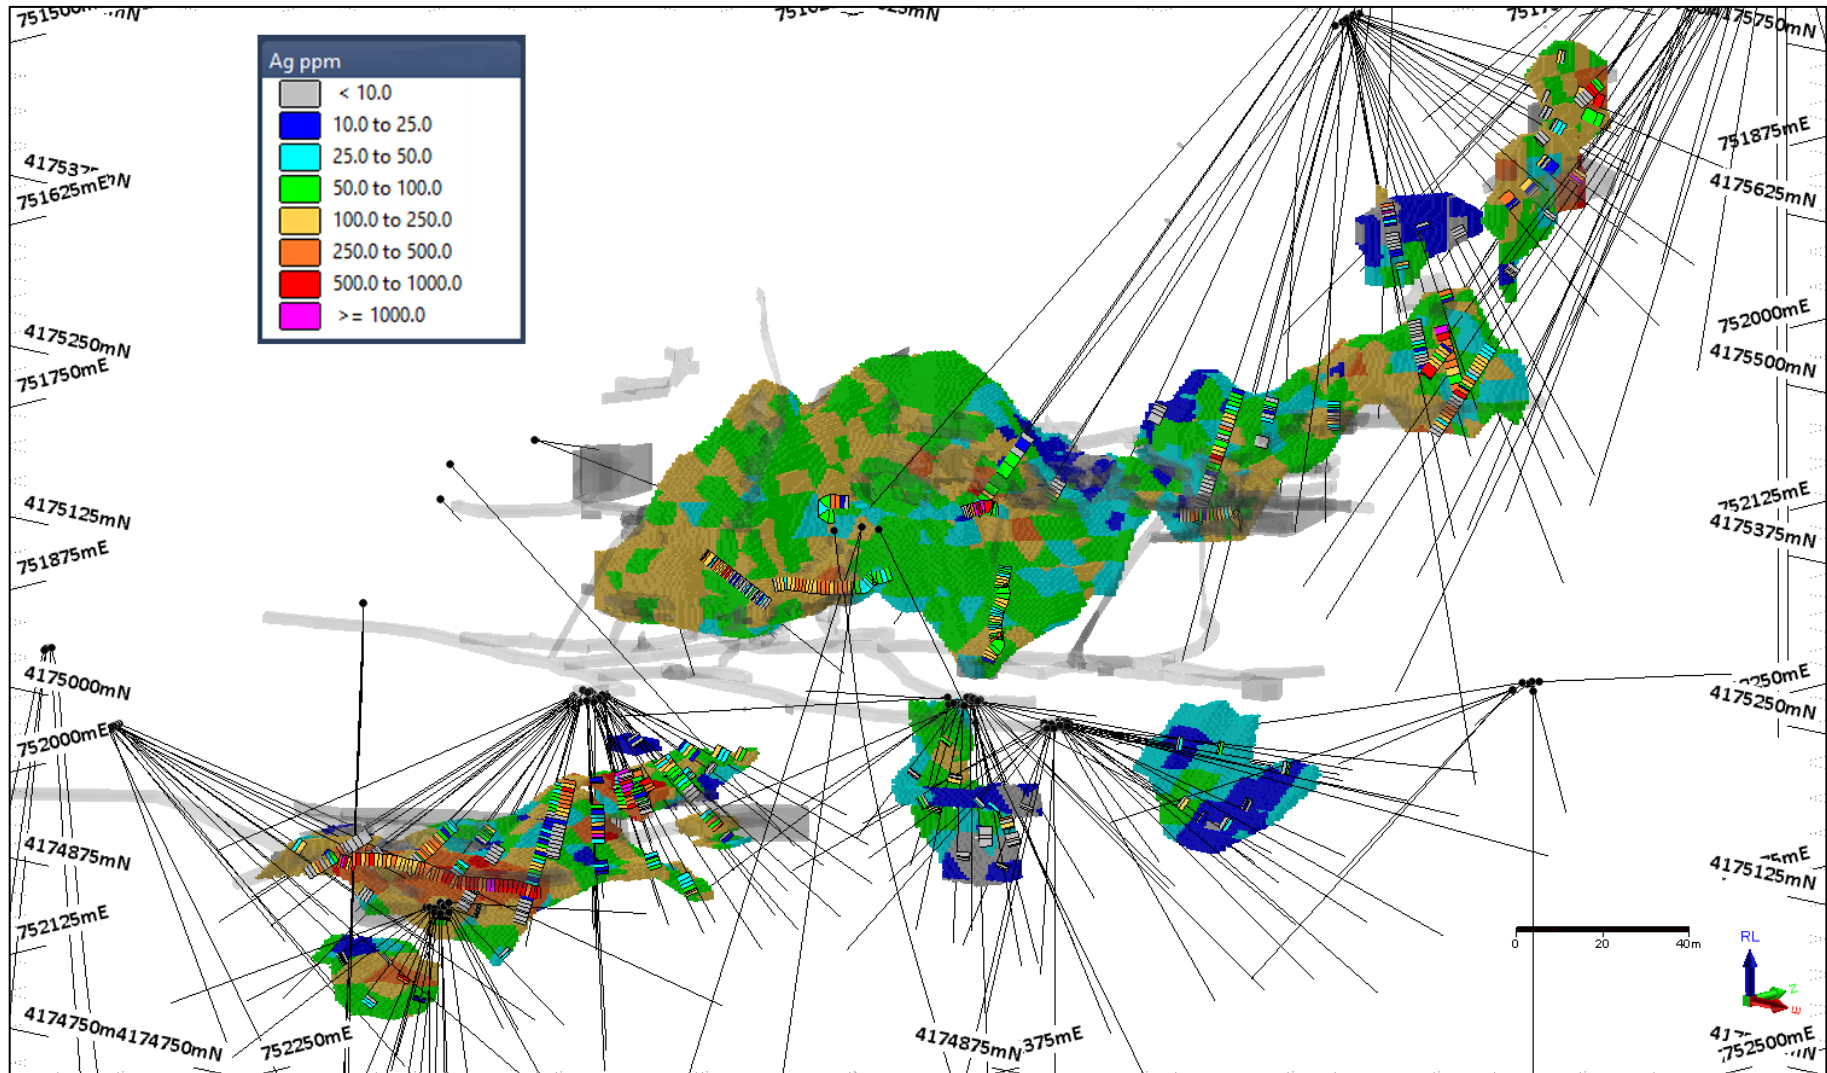 Ag ppm
< 10.0
10.0 to 25.0
25.0 to 50.0
50.0 to 100.0
100.0 to 250.0
250.0 to 500.0
500.0 to 1000.0
>= 1000.0
751625mE
4175250mN
751750mE
4175125mN
751875mE
4175000mN
752000mE
4174875mN
752125mE
4174750mN
752250mE
4174875mN
4175750mN
751875mE
4175625mN
752000mE
4175500mN
752125mE
4175375mN
4175250mN
4175125mN
752500mE
0 20 40m
RL
N
E